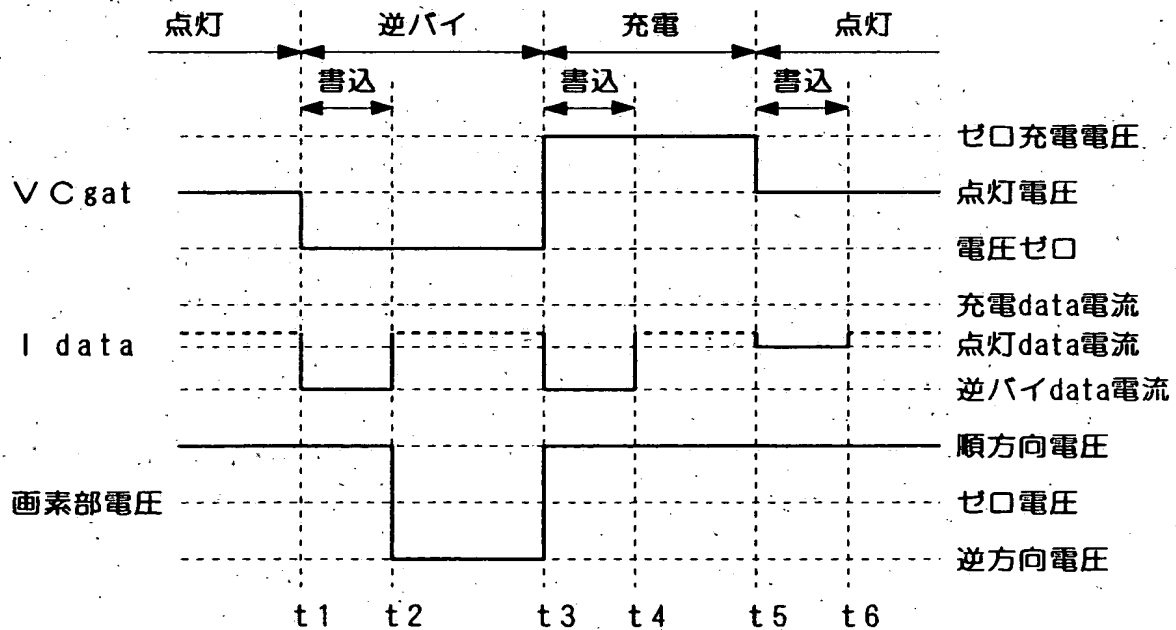 点灯 逆バイ 充電 点灯
書込 書込 書込
ゼロ充電電圧
VCgat 点灯電圧
電圧ゼロ
充電data電流
I data 点灯data電流
逆バイdata電流
順方向電圧
画素部電圧 ゼロ電圧
逆方向電圧
t1 t2 t3 t4 t5 t6